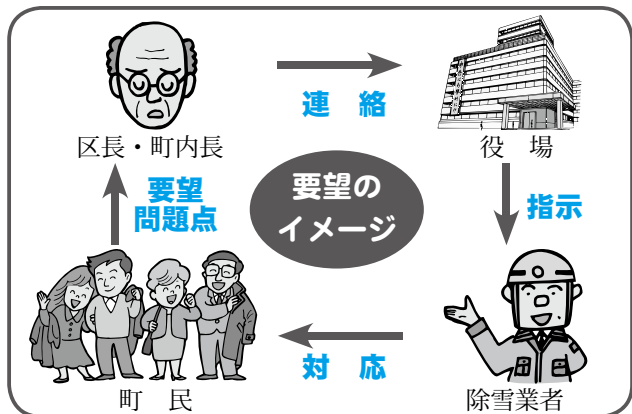 連 絡
区長・町内長
役 場
要望
問題点
要望の
イメージ
指示
対 応
町 民
除雪業者